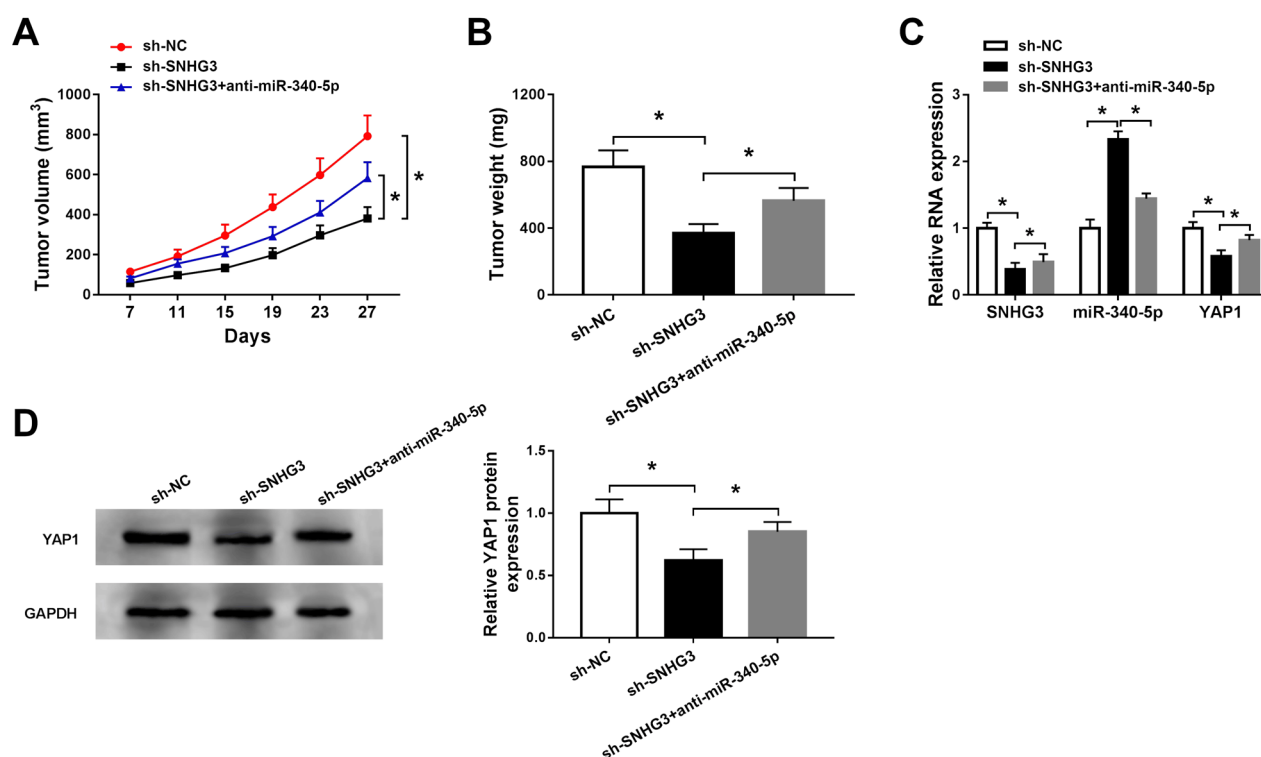 A
sh-NC
sh-SNHG3
sh-SNHG3+anti-miR-340-5p
Tumor volume (mm³)
1000
800
600
400
200
0
*
*
7 11 15 19 23 27
Days
B
Tumor weight (mg)
1200
800
400
0
*
*
sh-NC
sh-SNHG3
sh-SNHG3+anti-miR-340-5p
C
sh-NC
sh-SNHG3
sh-SNHG3+anti-miR-340-5p
Relative RNA expression
3
2
1
0
* *
* *
* *
SNHG3 miR-340-5p YAP1
D
sh-NC
sh-SNHG3
sh-SNHG3+anti-miR-340-5p
YAP1
GAPDH
Relative YAP1 protein
expression
1.5
1.0
0.5
0.0
*
*
sh-NC
sh-SNHG3
sh-SNHG3+anti-miR-340-5p